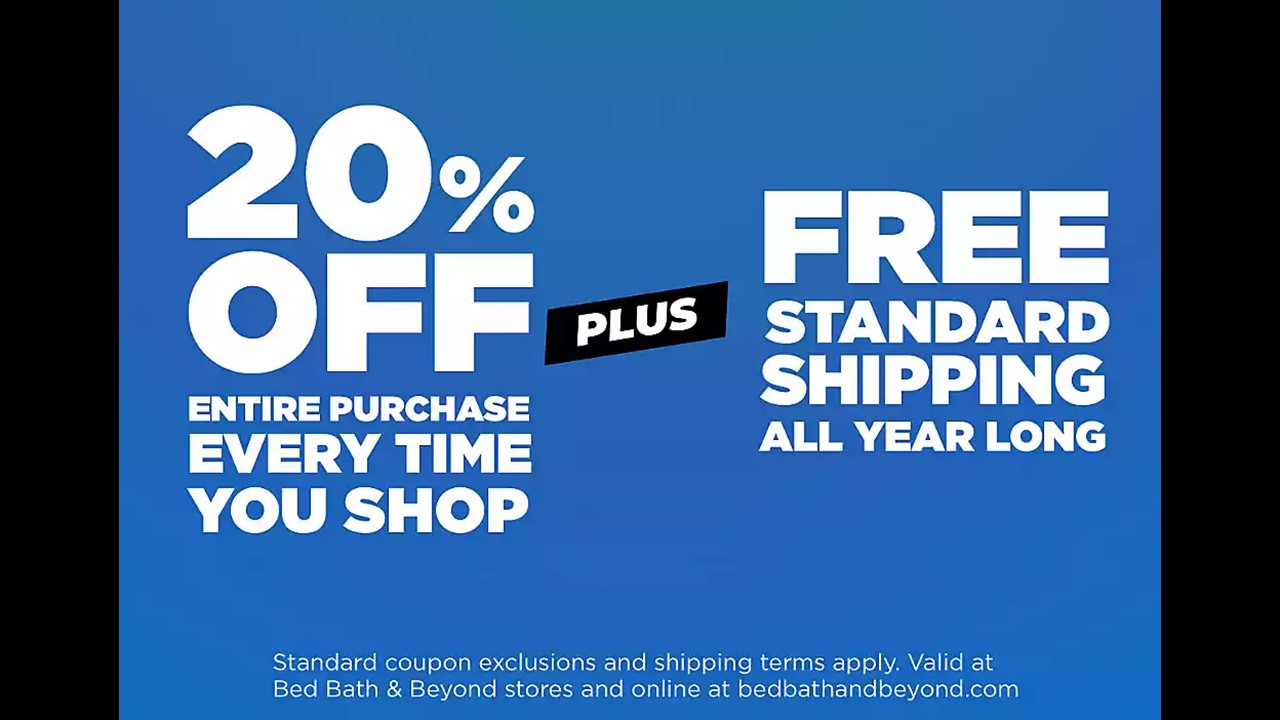 20%
OFF
ENTIRE PURCHASE
EVERY TIME
YOU SHOP
PLUS
FREE
STANDARD
SHIPPING
ALL YEAR LONG
Standard coupon exclusions and shipping terms apply. Valid at
Bed Bath & Beyond stores and online at bedbathandbeyond.com